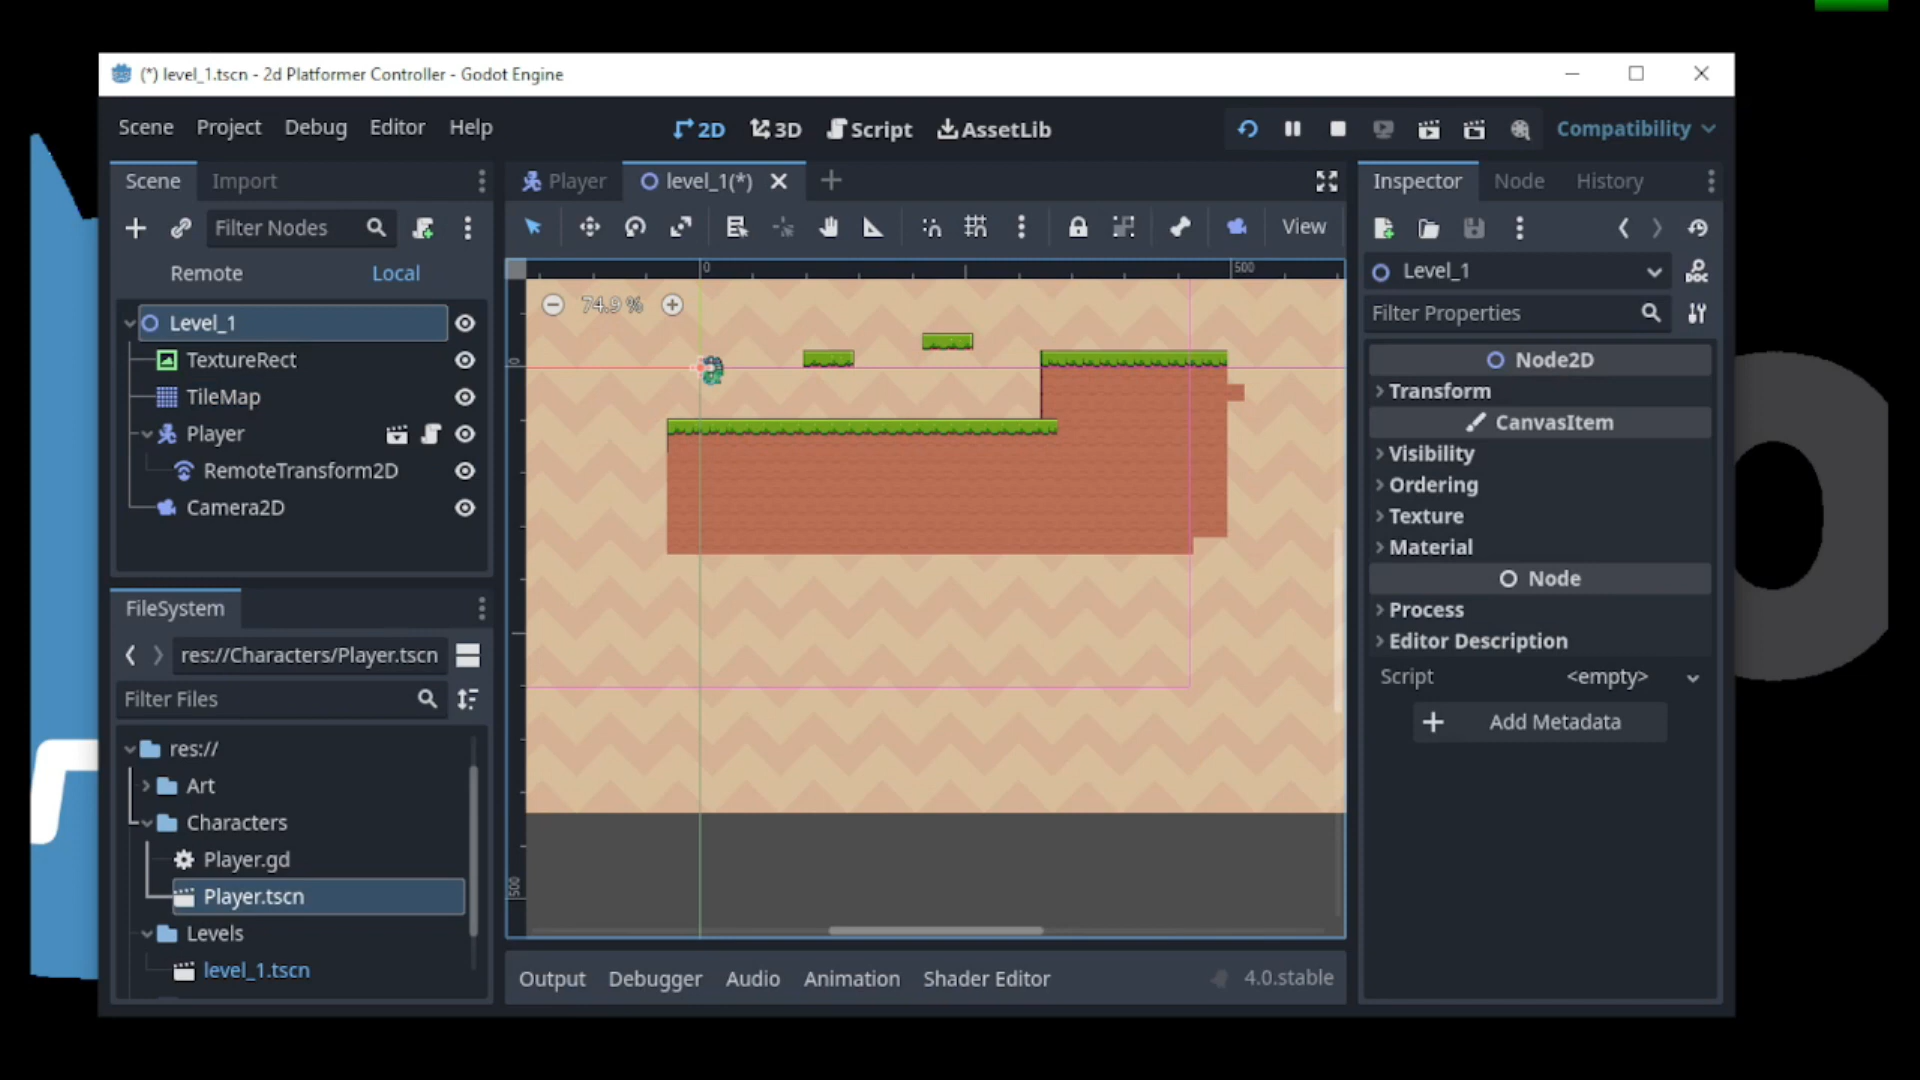 (*) level_1.tscn - 2d Platformer Controller - Godot Engine
Scene Project Debug Editor Help 2D 3D Script AssetLib Compatibility
Scene Import
Filter Nodes
Remote Local
Level_1
TextureRect
TileMap
Player
RemoteTransform2D
Camera2D
FileSystem
res://Characters/Player.tscn
Filter Files
res://
Art
Characters
Player.gd
Player.tscn
Levels
level_1.tscn
Player level_1(*)
View
0 500
74.9 %
0
500
Output Debugger Audio Animation Shader Editor 4.0.stable
Inspector Node History
Level_1 DOC
Filter Properties
Node2D
Transform
CanvasItem
Visibility
Ordering
Texture
Material
Node
Process
Editor Description
Script <empty>
Add Metadata